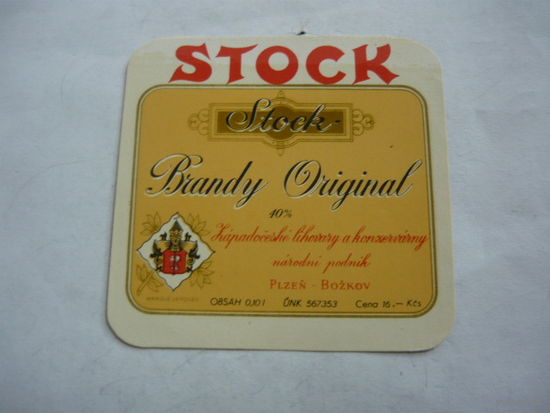 STOCK
Stock
Brandy Original
40%
Západočeské lihovary a konzervárny
národní podnik
PLZEŇ - BOŽKOV
OBSAH 0,10 l ÚNK 567353 Cena 16,— Kčs